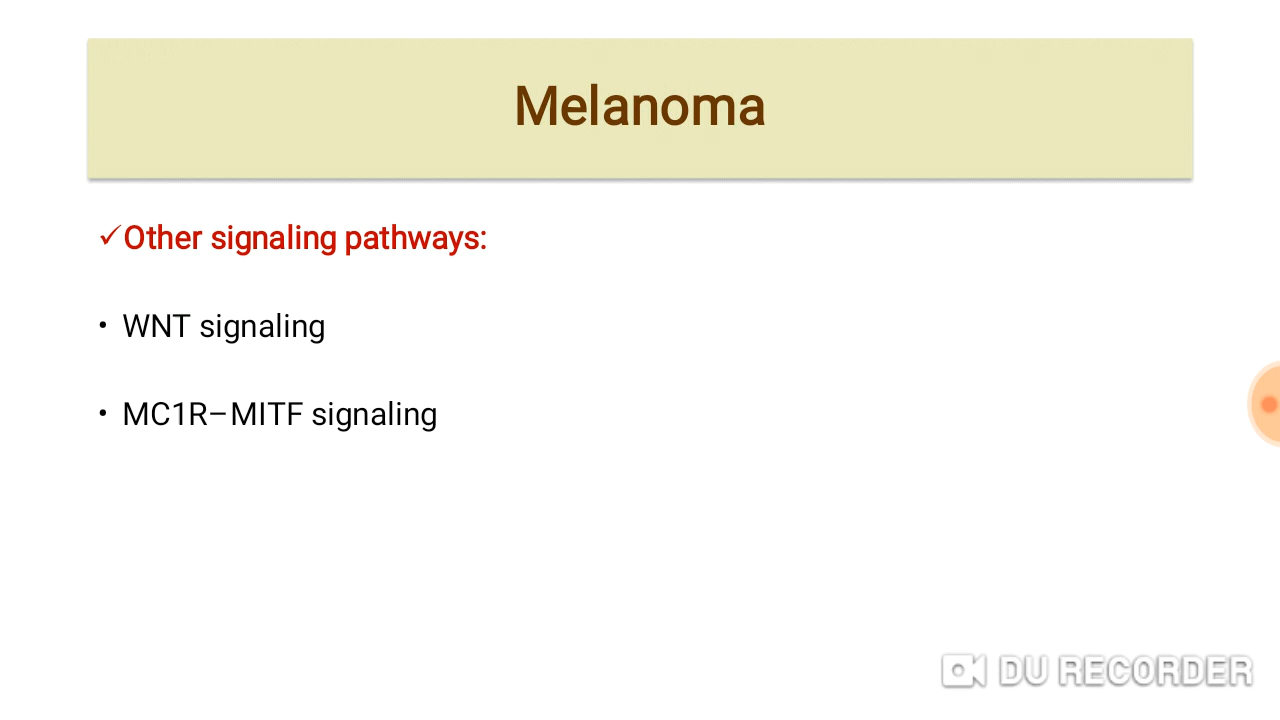 Melanoma
✓Other signaling pathways:
• WNT signaling
• MC1R–MITF signaling
DU RECORDER